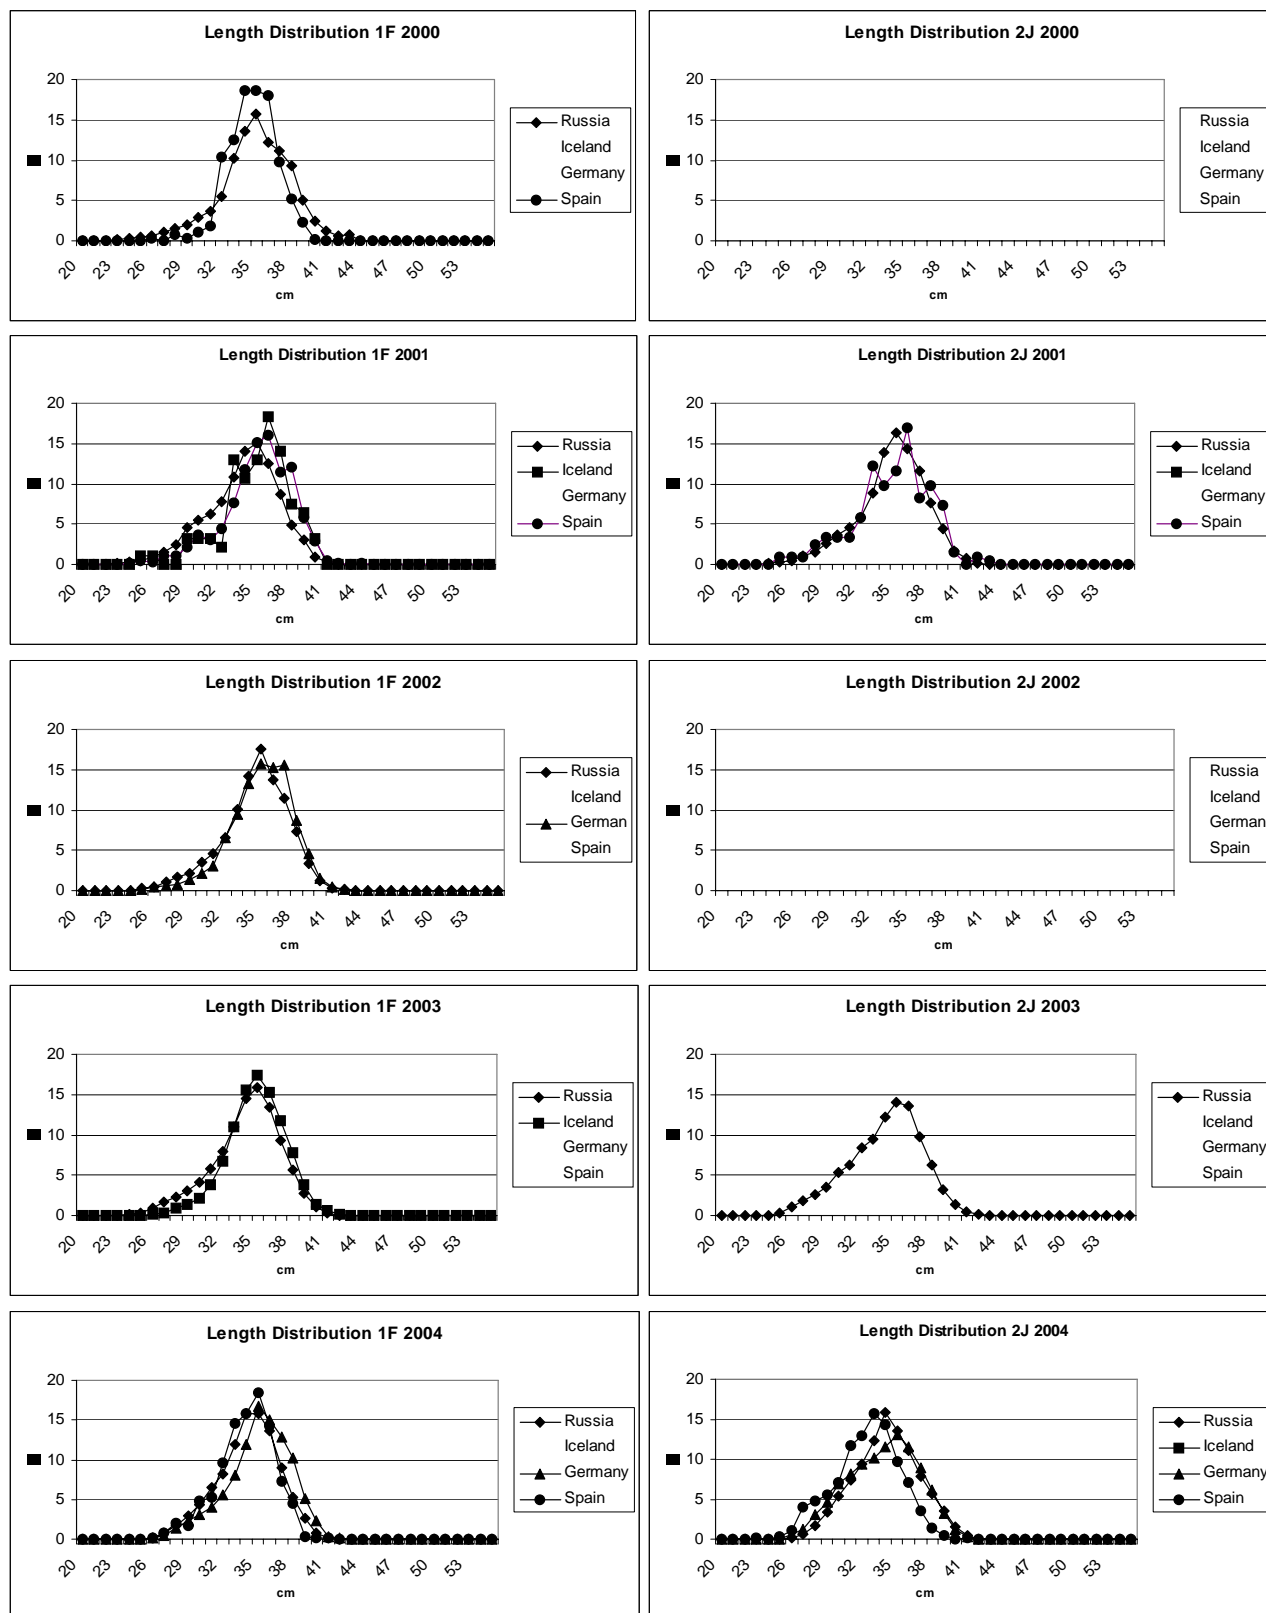 Length Distribution 1F 2000
20
15
10
5
0
20 23 26 29 32 35 38 41 44 47 50 53
cm
Russia
Iceland
Germany
Spain
Length Distribution 2J 2000
20
15
10
5
0
20 23 26 29 32 35 38 41 44 47 50 53
cm
Russia
Iceland
Germany
Spain
Length Distribution 1F 2001
20
15
10
5
0
20 23 26 29 32 35 38 41 44 47 50 53
cm
Russia
Iceland
Germany
Spain
Length Distribution 2J 2001
20
15
10
5
0
20 23 26 29 32 35 38 41 44 47 50 53
cm
Russia
Iceland
Germany
Spain
Length Distribution 1F 2002
20
15
10
5
0
20 23 26 29 32 35 38 41 44 47 50 53
cm
Russia
Iceland
German
Spain
Length Distribution 2J 2002
20
15
10
5
0
20 23 26 29 32 35 38 41 44 47 50 53
cm
Russia
Iceland
German
Spain
Length Distribution 1F 2003
20
15
10
5
0
20 23 26 29 32 35 38 41 44 47 50 53
cm
Russia
Iceland
Germany
Spain
Length Distribution 2J 2003
20
15
10
5
0
20 23 26 29 32 35 38 41 44 47 50 53
cm
Russia
Iceland
Germany
Spain
Length Distribution 1F 2004
20
15
10
5
0
20 23 26 29 32 35 38 41 44 47 50 53
cm
Russia
Iceland
Germany
Spain
Length Distribution 2J 2004
20
15
10
5
0
20 23 26 29 32 35 38 41 44 47 50 53
cm
Russia
Iceland
Germany
Spain